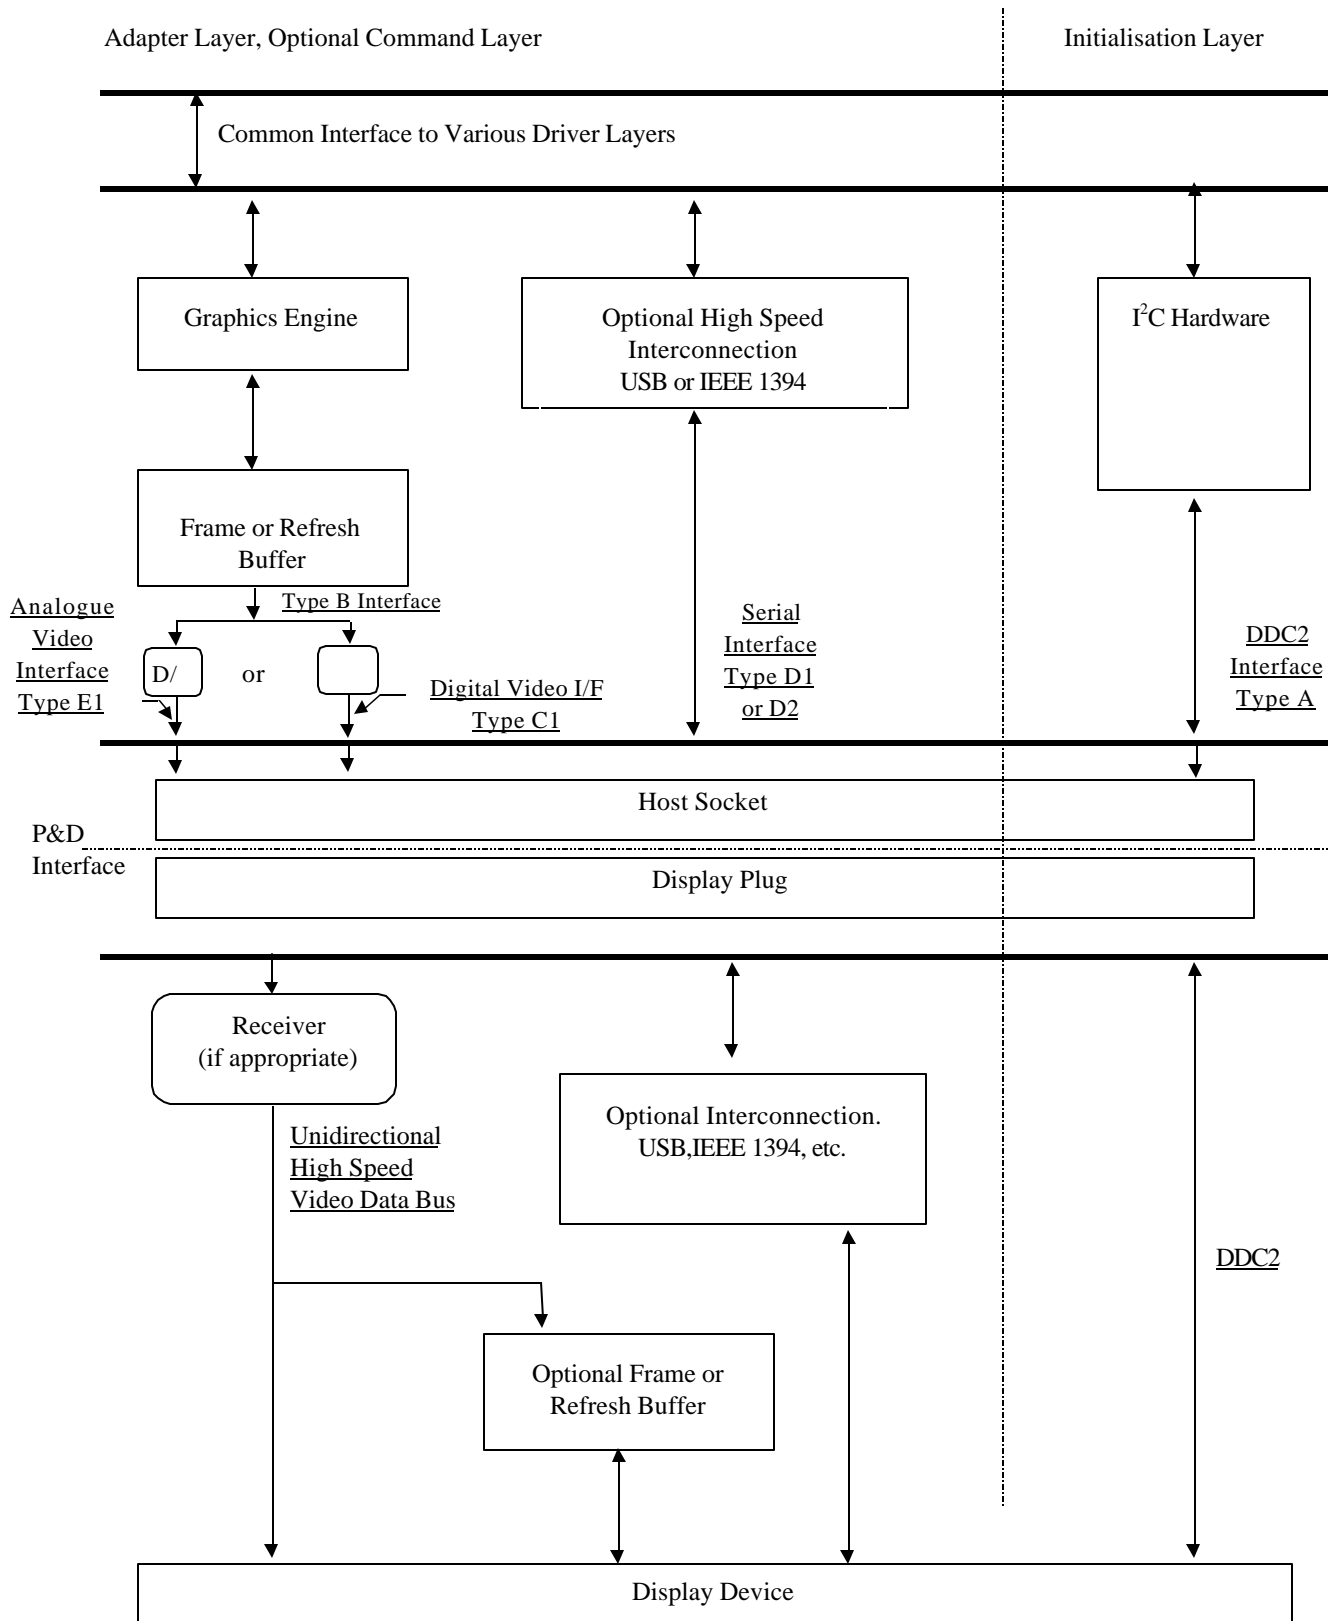 Adapter Layer, Optional Command Layer
Initialisation Layer
Common Interface to Various Driver Layers
Graphics Engine
Optional High Speed
Interconnection
USB or IEEE 1394
I²C Hardware
Frame or Refresh
Buffer
Analogue
Video
Interface
Type E1
Type B Interface
D/
or
Digital Video I/F
Type C1
Serial
Interface
Type D1
or D2
DDC2
Interface
Type A
Host Socket
P&D
Interface
Display Plug
Receiver
(if appropriate)
Unidirectional
High Speed
Video Data Bus
Optional Interconnection.
USB,IEEE 1394, etc.
DDC2
Optional Frame or
Refresh Buffer
Display Device